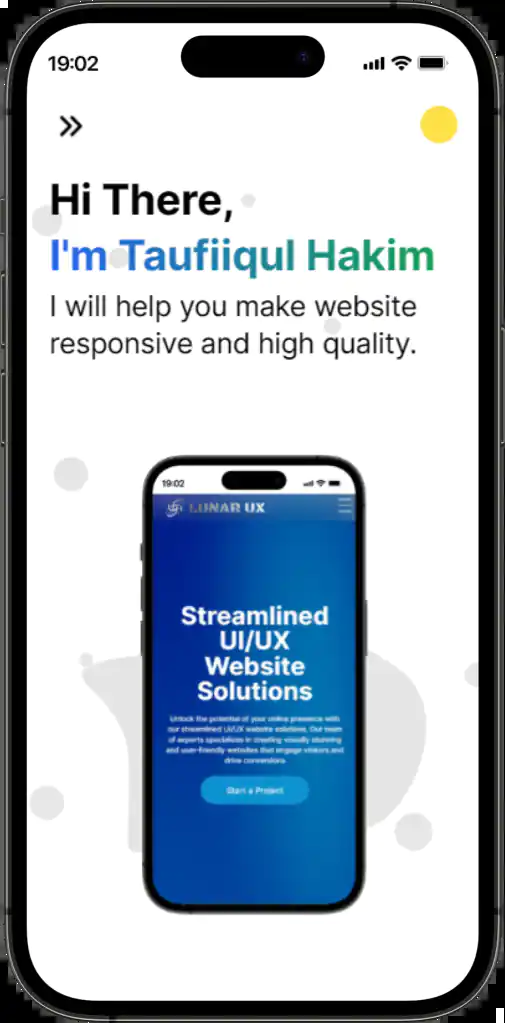 19:02
Hi There,
I'm Taufiiqul Hakim
I will help you make website
responsive and high quality.
19:02
LUNAR UX
Streamlined
UI/UX
Website
Solutions
Unlock the potential of your online presence with
our streamlined UI/UX website solutions. Our team
of experts specializes in creating visually stunning
and user-friendly websites that engage visitors and
drive conversions.
Start a Project